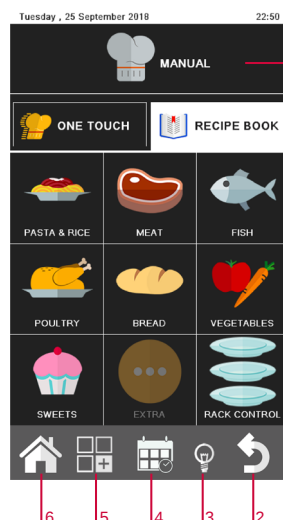 Tuesday , 25 September 2018 22:50
MANUAL
ONE TOUCH RECIPE BOOK
PASTA & RICE MEAT FISH
POULTRY BREAD VEGETABLES
SWEETS EXTRA RACK CONTROL
6 5 4 3 2